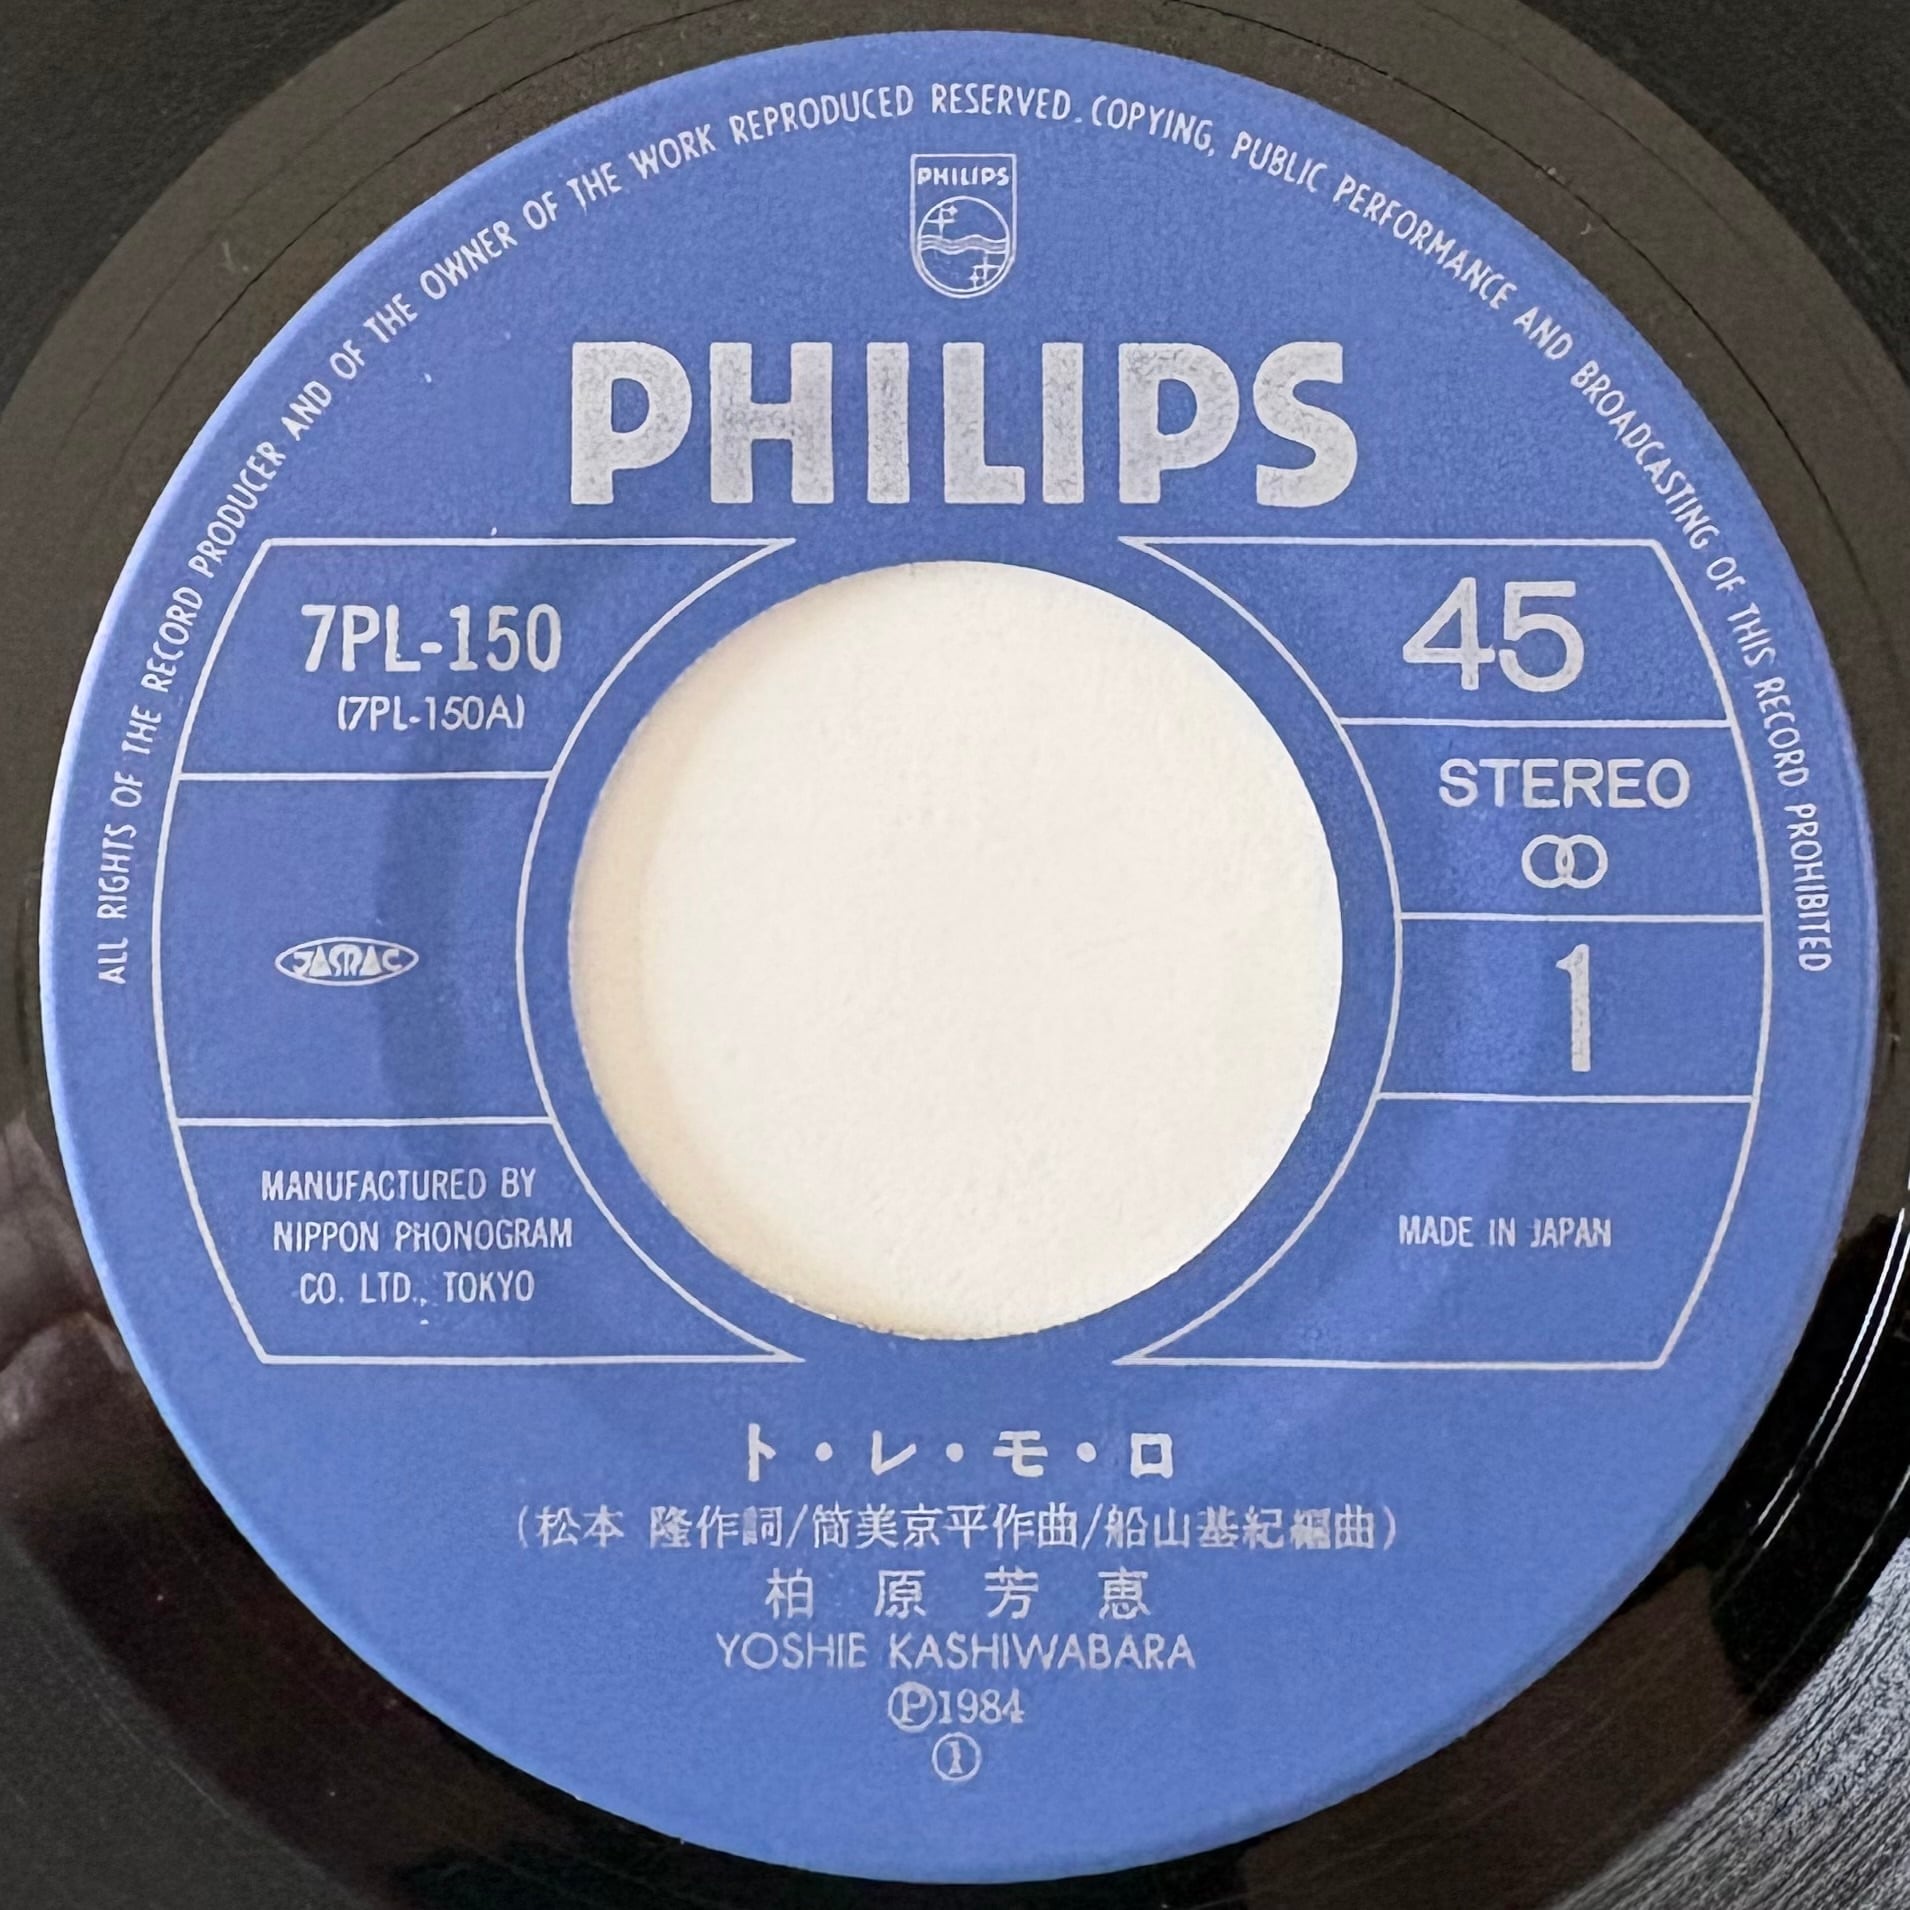 ALL RIGHTS OF THE RECORD PRODUCER AND OF THE OWNER OF THE WORK REPRODUCED RESERVED. COPYING, PUBLIC PERFORMANCE AND BROADCASTING OF THIS RECORD PROHIBITED
PHILIPS
PHILIPS
7PL-150
(7PL-150A)
45
STEREO
JASRAC
1
MANUFACTURED BY
NIPPON PHONOGRAM
CO. LTD., TOKYO
MADE IN JAPAN
ト・レ・モ・ロ
(松本 隆作詞/筒美京平作曲/船山基紀編曲)
柏原芳恵
YOSHIE KASHIWABARA
Ⓟ1984
①